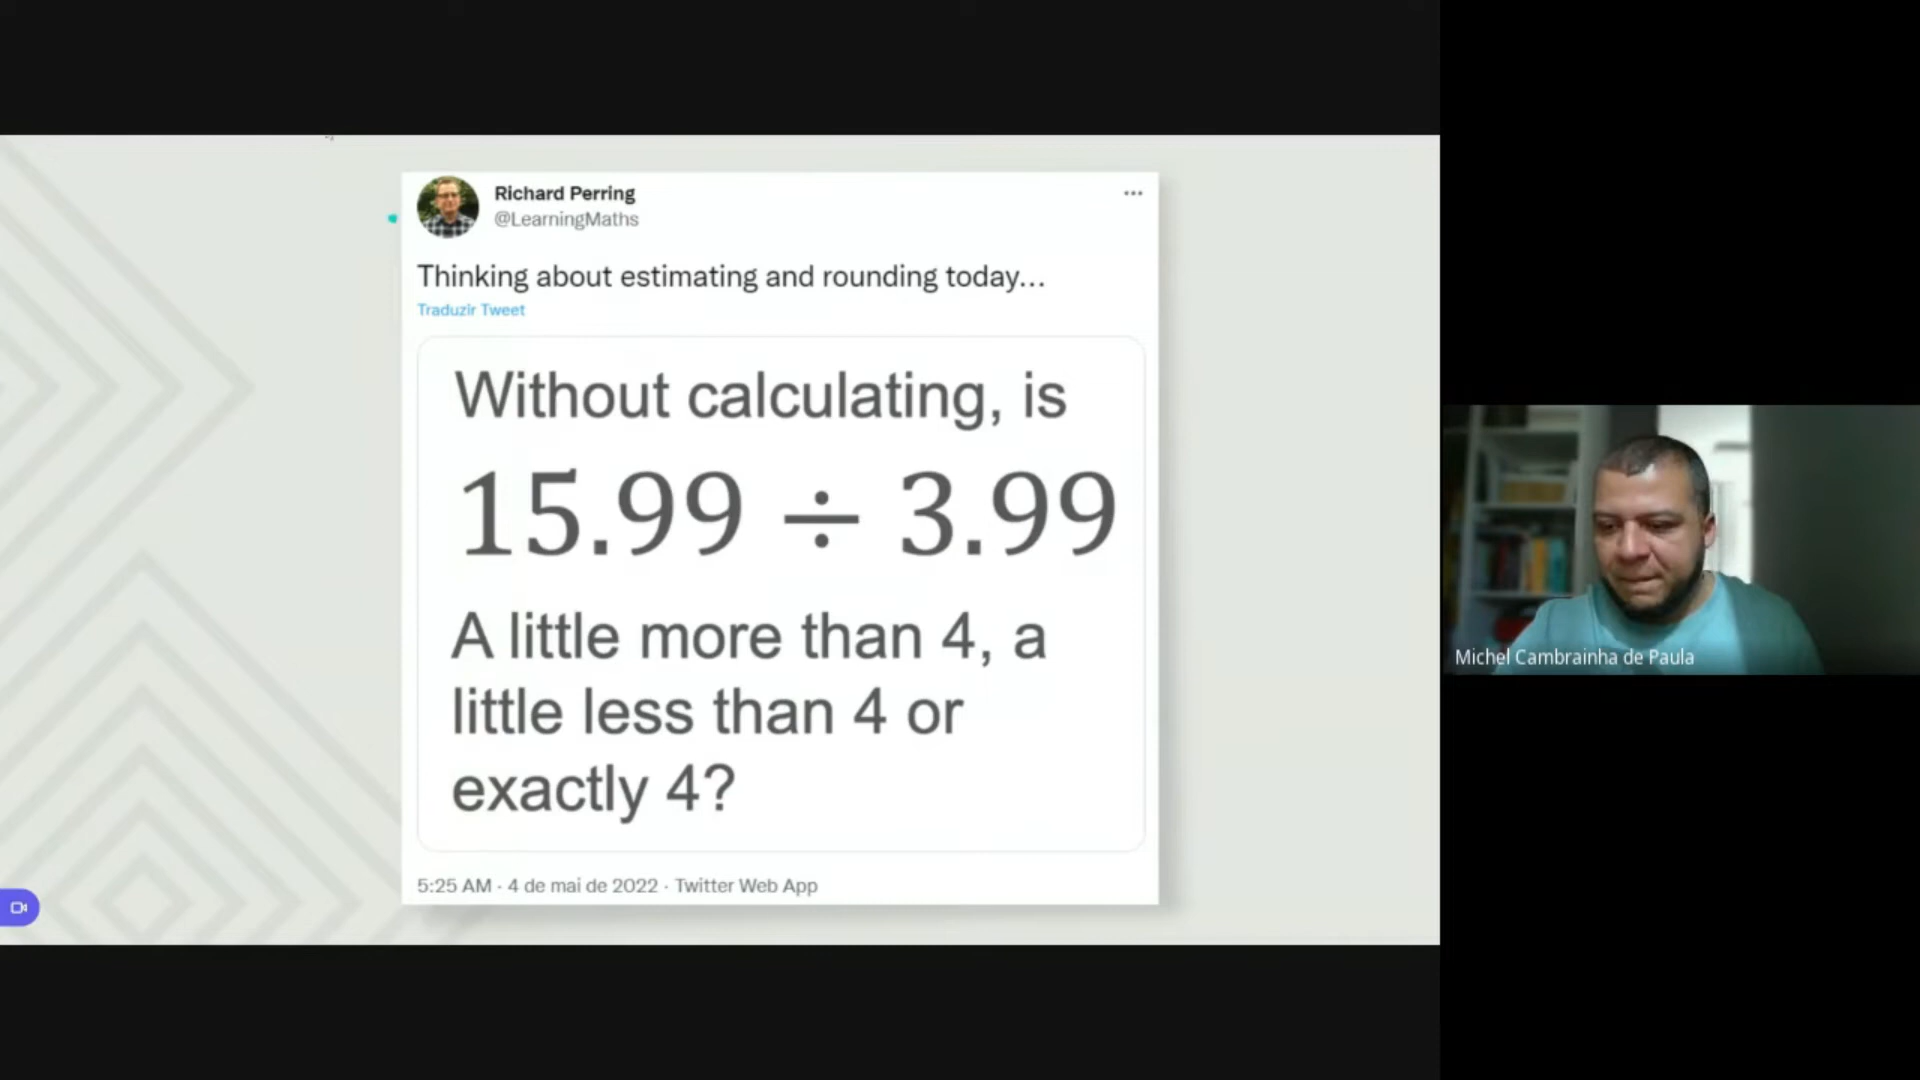 Richard Perring
@LearningMaths
Thinking about estimating and rounding today...
Traduzir Tweet
Without calculating, is
15.99 ÷ 3.99
A little more than 4, a
little less than 4 or
exactly 4?
5:25 AM · 4 de mai de 2022 · Twitter Web App
Michel Cambrainha de Paula